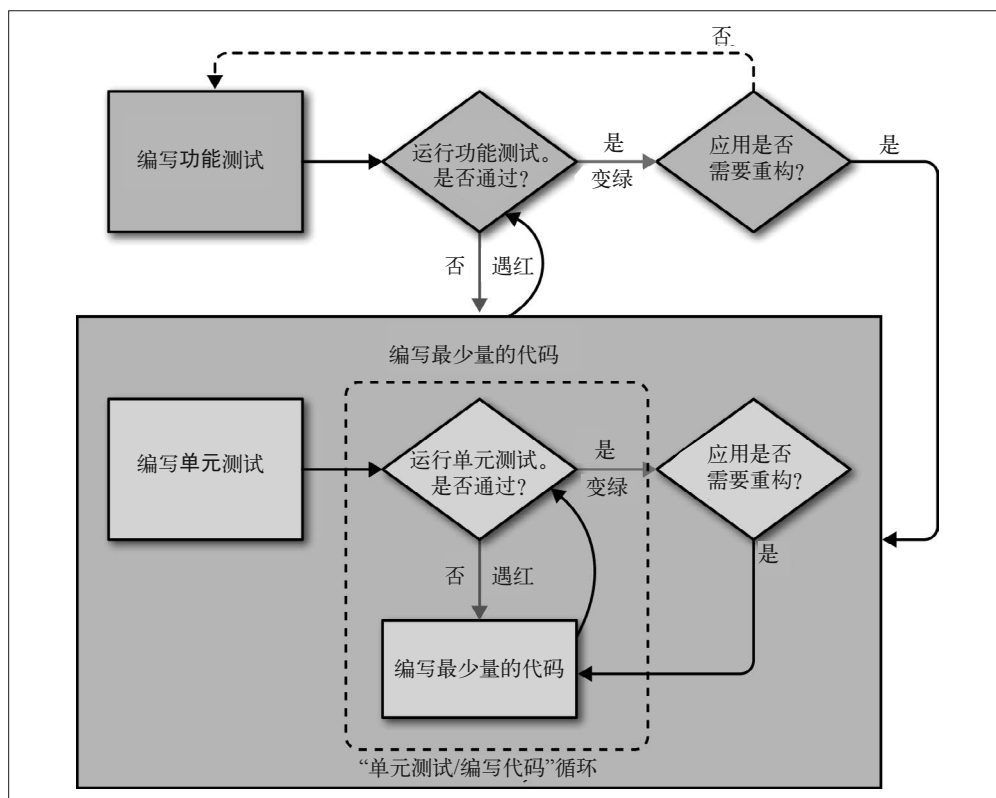 否
编写功能测试
运行功能测试。
是否通过？
是
变绿
应用是否
需要重构？
是
否 遇红
编写最少量的代码
编写单元测试
运行单元测试。
是否通过？
是
变绿
应用是否
需要重构？
是
否 遇红
编写最少量的代码
“单元测试/编写代码”循环